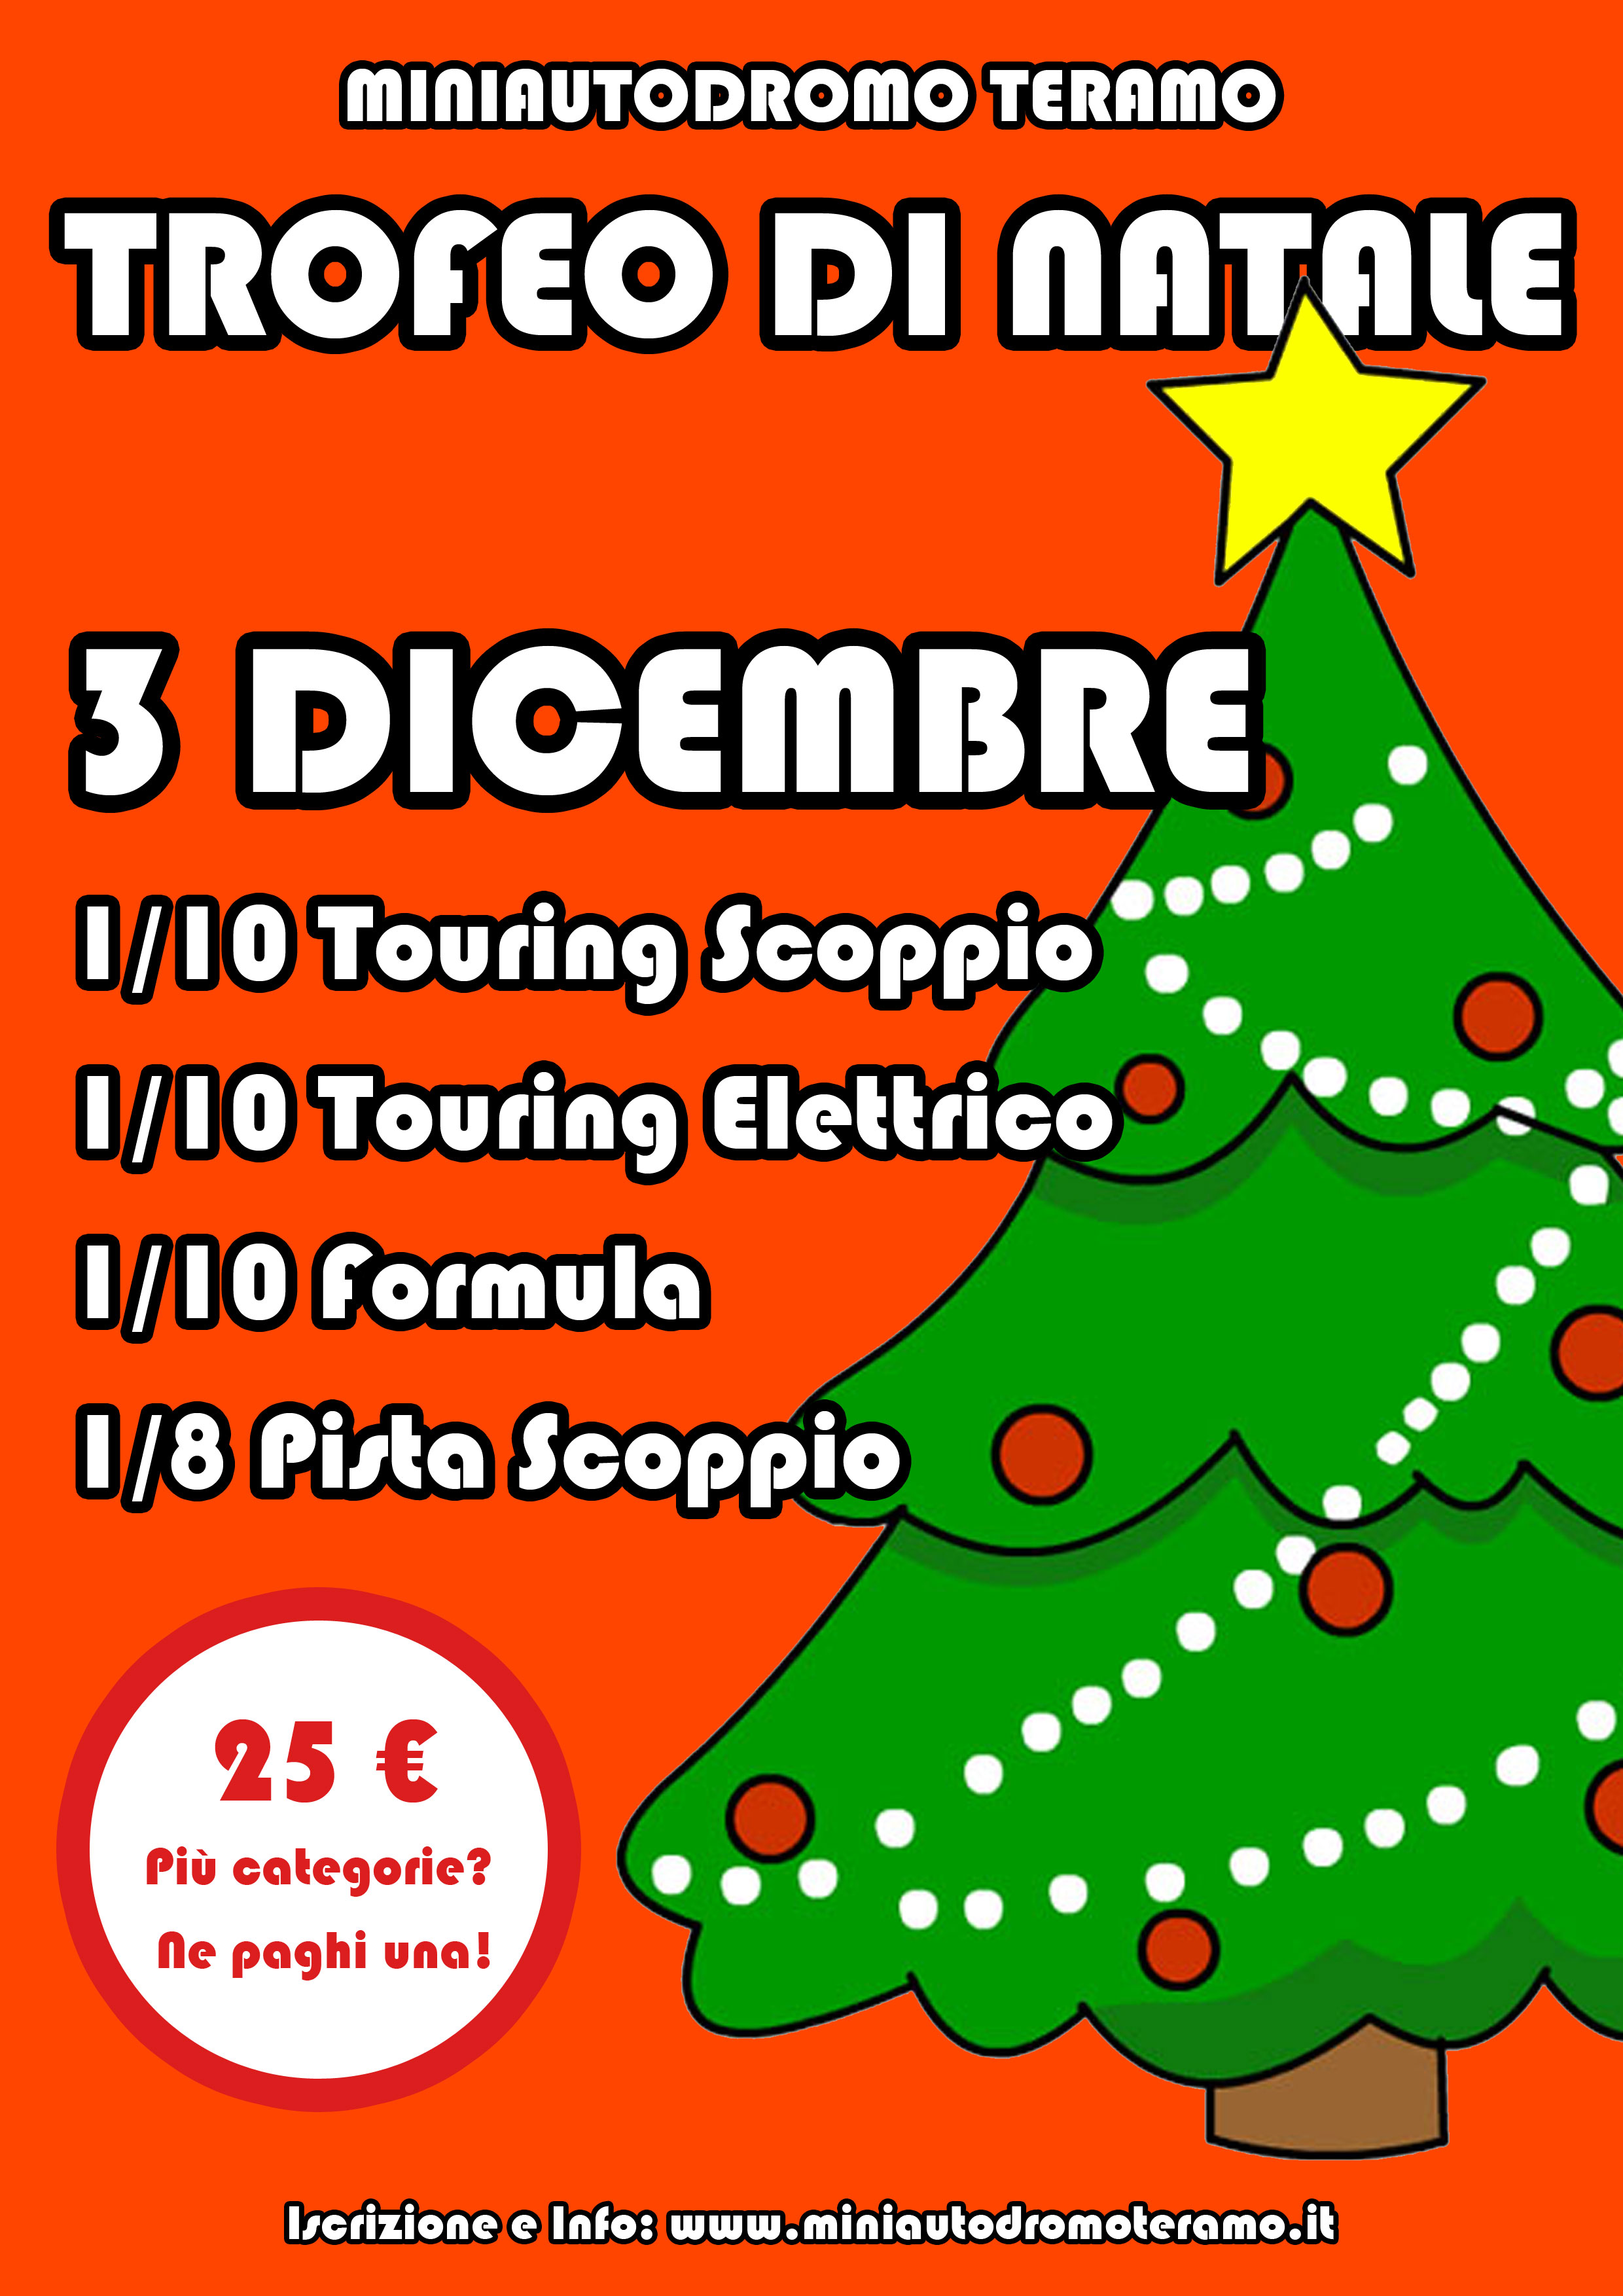 MINIAUTODROMO TERAMO
TROFEO DI NATALE
3 DICEMBRE
1/10 Touring Scoppio
1/10 Touring Elettrico
1/10 Formula
1/8 Pista Scoppio
25 €
Più categorie?
Ne paghi una!
Iscrizione e Info: www.miniautodromoteramo.it